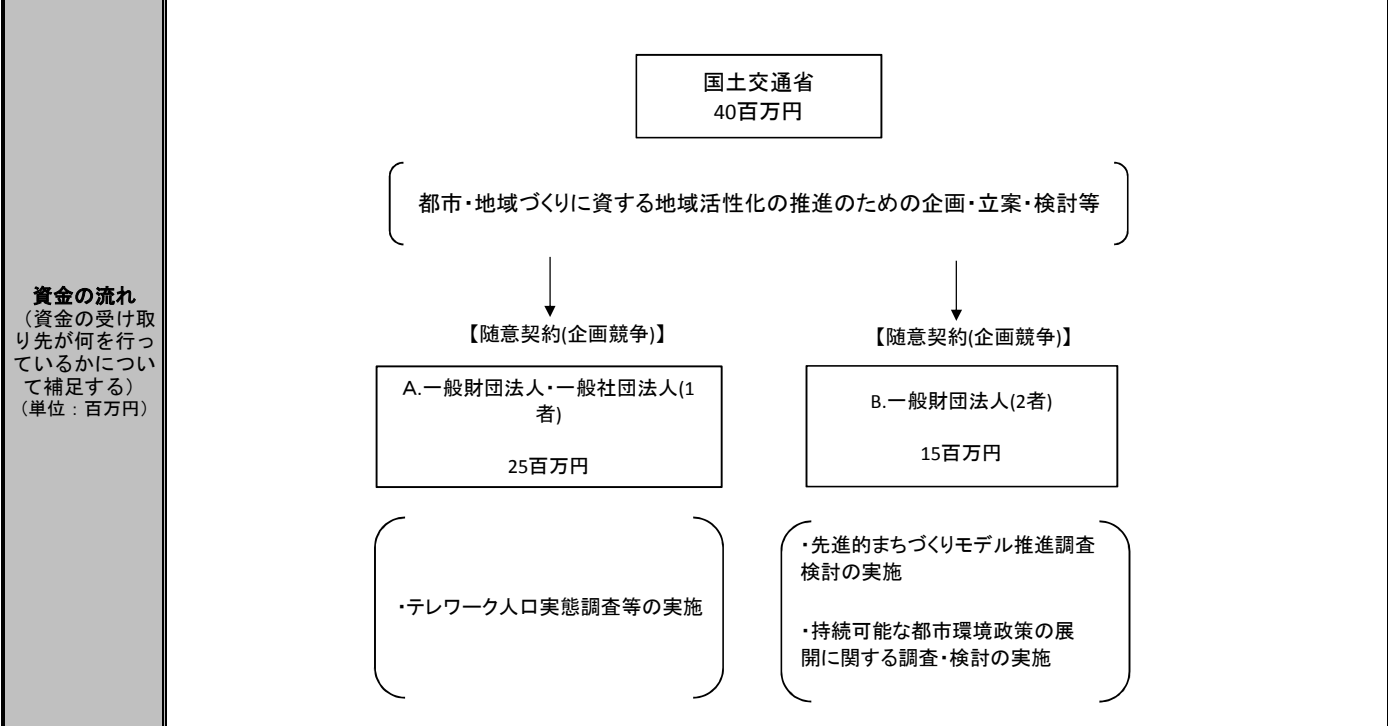 資金の流れ
（資金の受け取
り先が何を行っ
ているかについ
て補足する）
（単位：百万円）
国土交通省
40百万円
都市・地域づくりに資する地域活性化の推進のための企画・立案・検討等
【随意契約(企画競争)】
A.一般財団法人・一般社団法人(1
者)
25百万円
・テレワーク人口実態調査等の実施
【随意契約(企画競争)】
B.一般財団法人(2者)
15百万円
・先進的まちづくりモデル推進調査
検討の実施
・持続可能な都市環境政策の展
開に関する調査・検討の実施